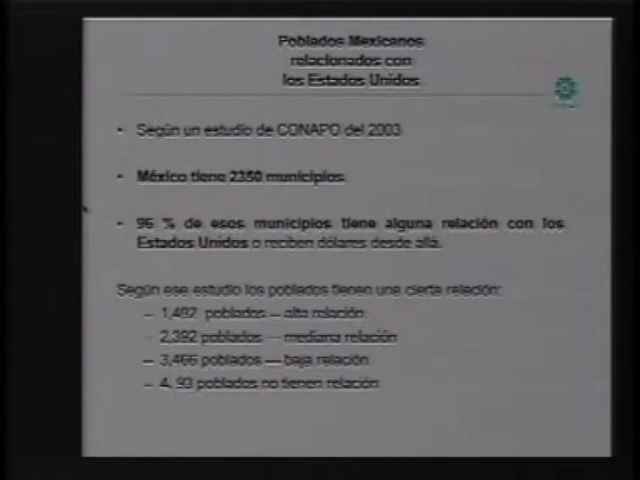 Poblados Mexicanos
relacionados con
los Estados Unidos
• Según un estudio de CONAPO del 2003
• México tiene 2350 municipios
• 96 % de esos municipios tiene alguna relación con los
Estados Unidos o reciben dólares desde allá.
Según ese estudio los poblados tienen una cierta relación:
– 1,492 poblados – alta relación
– 2,392 poblados – mediana relación
– 3,466 poblados – baja relación
– 4, 93 poblados no tienen relación